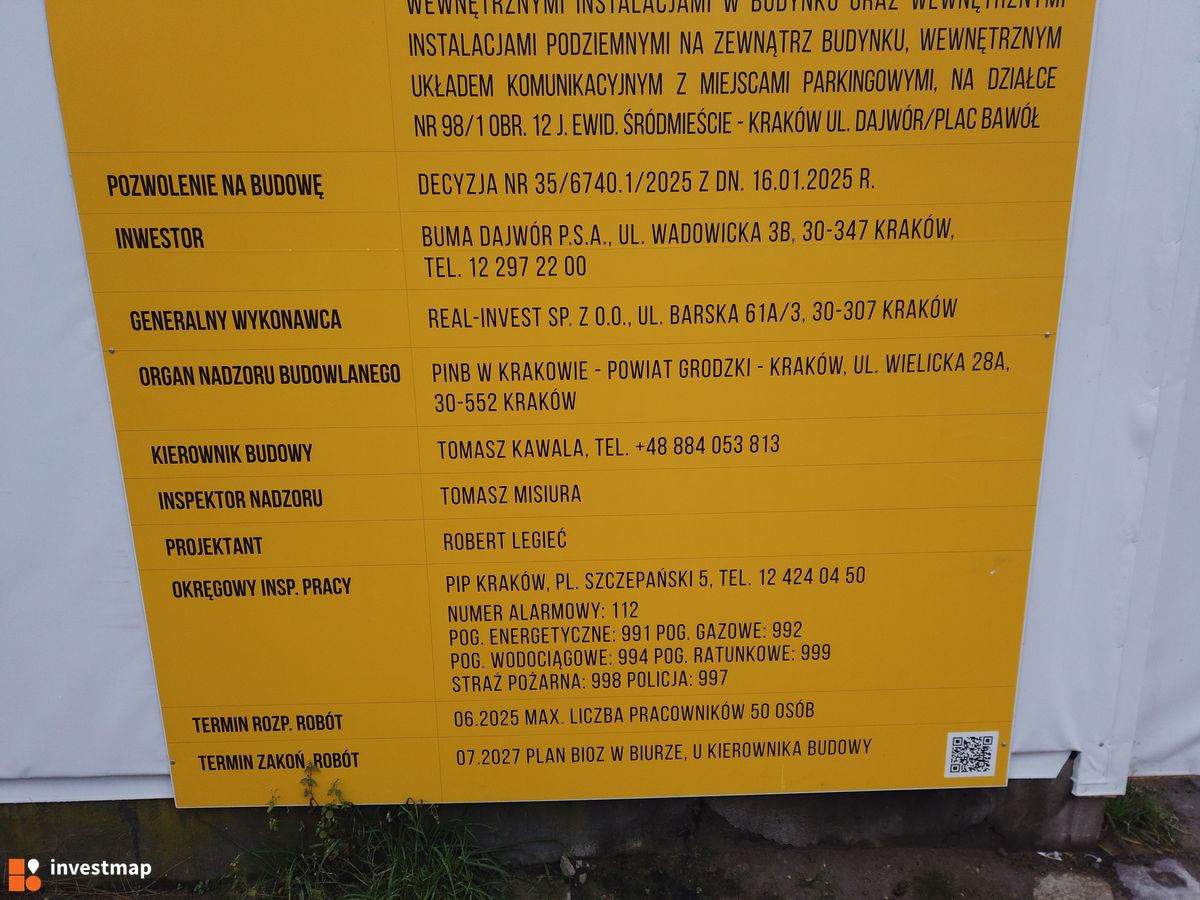 WEWNĘTRZNYMI INSTALACJAMI W BUDYNKU ORAZ WEWNĘTRZNYMI
INSTALACJAMI PODZIEMNYMI NA ZEWNĄTRZ BUDYNKU, WEWNĘTRZNYM
UKŁADEM KOMUNIKACYJNYM Z MIEJSCAMI PARKINGOWYMI, NA DZIAŁCE
NR 98/1 OBR. 12 J. EWID. ŚRÓDMIEŚCIE - KRAKÓW UL. DAJWÓR/PLAC BAWÓŁ
POZWOLENIE NA BUDOWĘ DECYZJA NR 35/6740.1/2025 Z DN. 16.01.2025 R.
INWESTOR BUMA DAJWÓR P.S.A., UL. WADOWICKA 3B, 30-347 KRAKÓW,
TEL. 12 297 22 00
GENERALNY WYKONAWCA REAL-INVEST SP. Z O.O., UL. BARSKA 61A/3, 30-307 KRAKÓW
ORGAN NADZORU BUDOWLANEGO PINB W KRAKOWIE - POWIAT GRODZKI - KRAKÓW, UL. WIELICKA 28A,
30-552 KRAKÓW
KIEROWNIK BUDOWY TOMASZ KAWALA, TEL. +48 884 053 813
INSPEKTOR NADZORU TOMASZ MISIURA
PROJEKTANT ROBERT LEGIEĆ
OKRĘGOWY INSP. PRACY PIP KRAKÓW, PL. SZCZEPAŃSKI 5, TEL. 12 424 04 50
NUMER ALARMOWY: 112
POG. ENERGETYCZNE: 991 POG. GAZOWE: 992
POG. WODOCIĄGOWE: 994 POG. RATUNKOWE: 999
STRAŻ POŻARNA: 998 POLICJA: 997
TERMIN ROZP. ROBÓT 06.2025 MAX. LICZBA PRACOWNIKÓW 50 OSÓB
TERMIN ZAKOŃ. ROBÓT 07.2027 PLAN BIOZ W BIURZE, U KIEROWNIKA BUDOWY
investmap